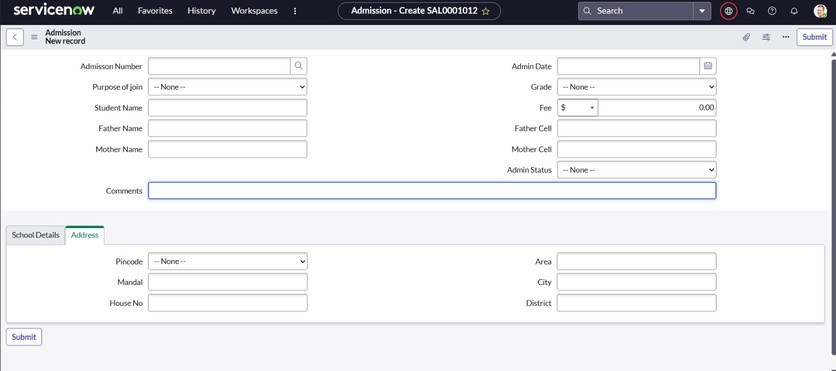 servicenow All Favorites History Workspaces Admission - Create SAL0001012 Search
Admission
New record
Submit
Admisson Number
Admin Date
Purpose of join -- None --
Grade -- None --
Student Name
Fee $ 0.00
Father Name
Father Cell
Mother Name
Mother Cell
Admin Status -- None --
Comments
School Details Address
Pincode -- None --
Area
Mandal
City
House No
District
Submit